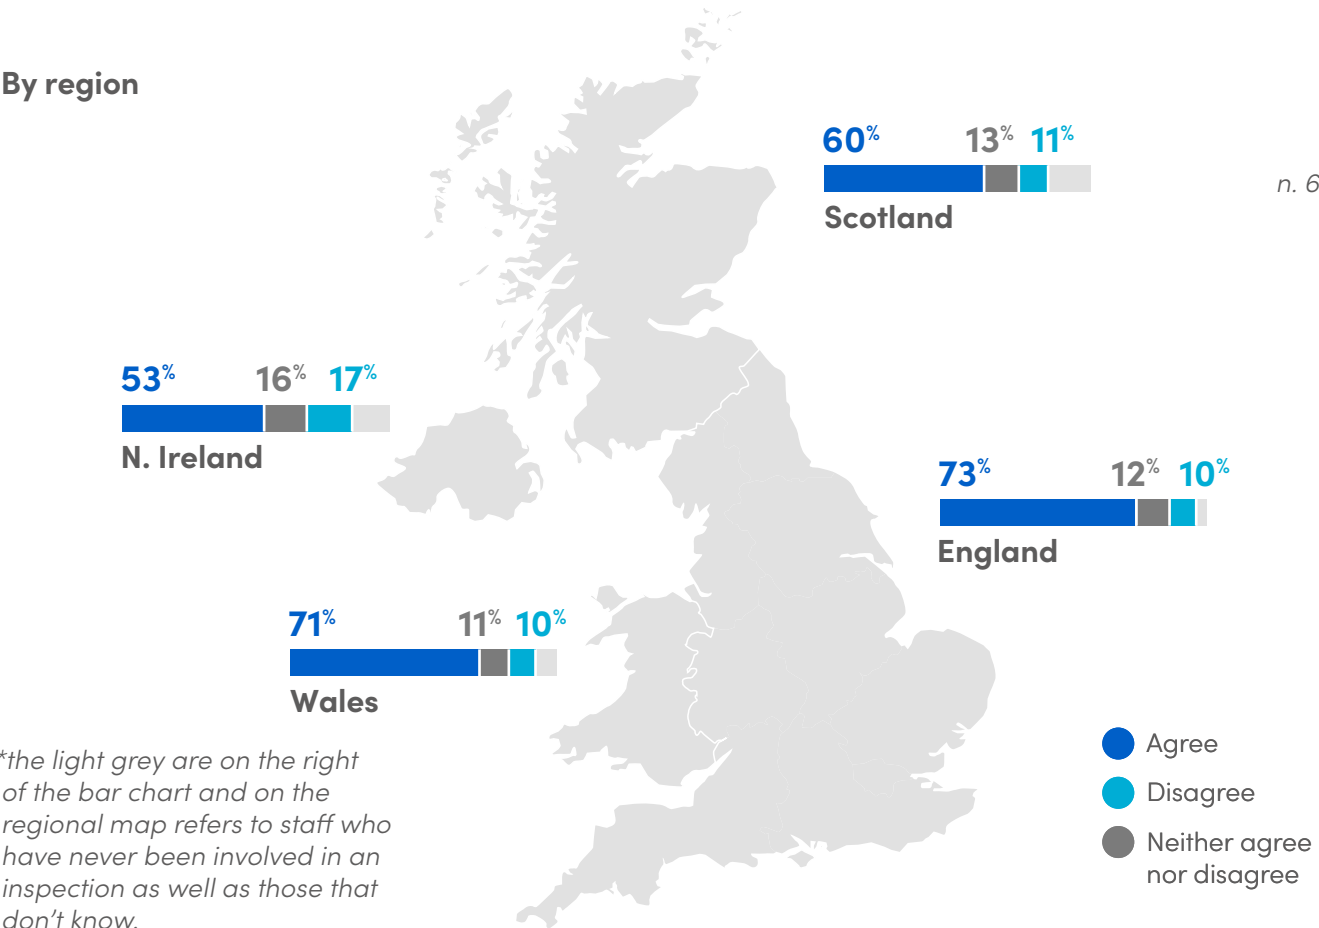 By region
60% 13% 11%
Scotland
n. 6
53% 16% 17%
N. Ireland
73% 12% 10%
England
71% 11% 10%
Wales
*the light grey are on the right
of the bar chart and on the
regional map refers to staff who
have never been involved in an
inspection as well as those that
don't know.
Agree
Disagree
Neither agree
nor disagree